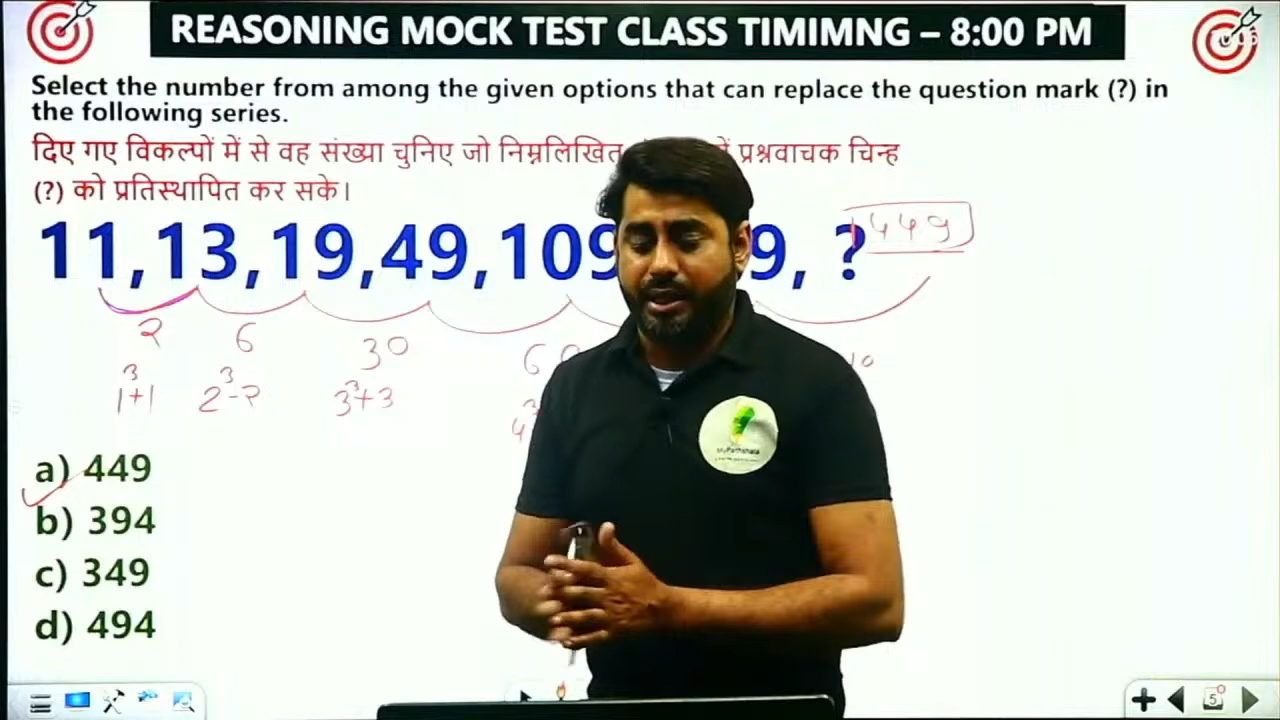 REASONING MOCK TEST CLASS TIMIMNG – 8:00 PM
Select the number from among the given options that can replace the question mark (?) in
the following series.
दिए गए विकल्पों में से वह संख्या चुनिए जो निम्नलिखित में प्रश्नवाचक चिन्ह
(?) को प्रतिस्थापित कर सके।
11,13,19,49,109 9, ? 449
2 6 30
1³+1 2³-2 3³+3
a) 449
b) 394
c) 349
d) 494
MyPathshala
5